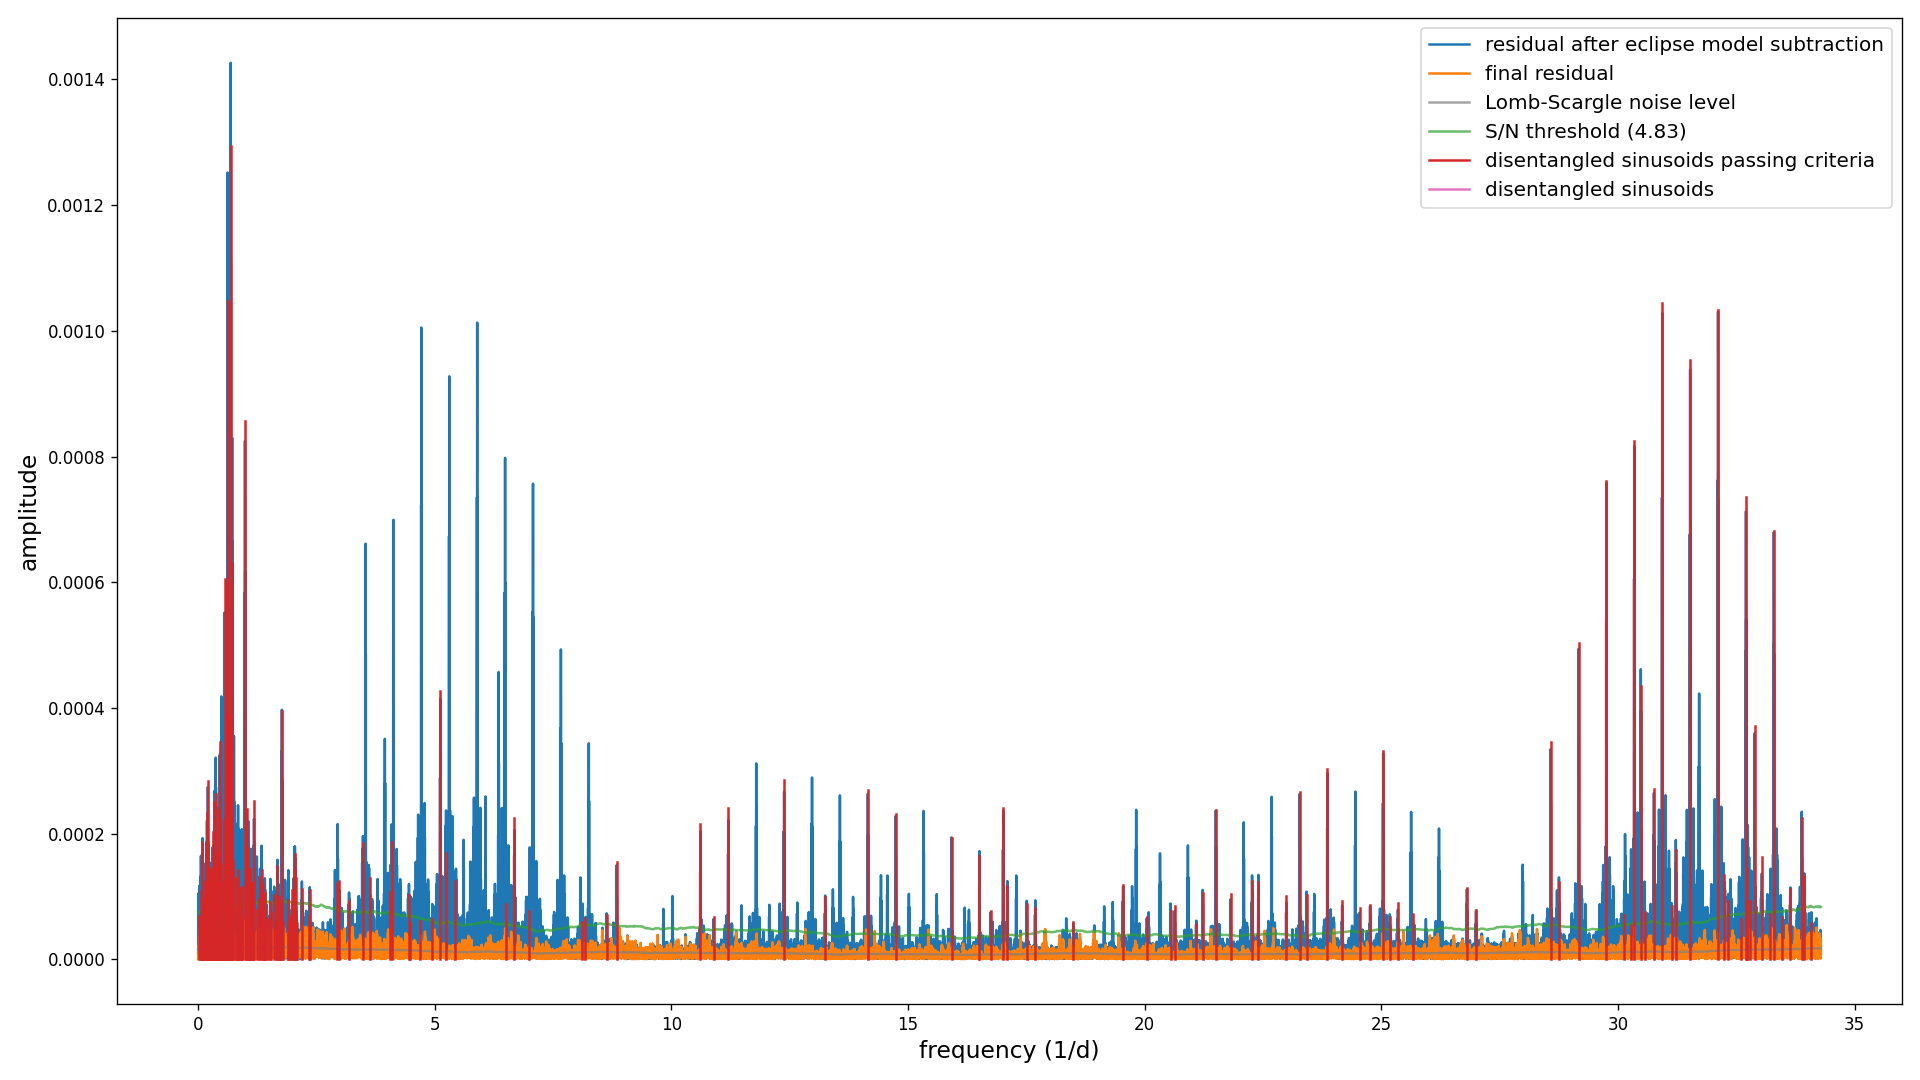 residual after eclipse model subtraction
final residual
Lomb-Scargle noise level
S/N threshold (4.83)
disentangled sinusoids passing criteria
disentangled sinusoids
amplitude
0.0014
0.0012
0.0010
0.0008
0.0006
0.0004
0.0002
0.0000
0 5 10 15 20 25 30 35
frequency (1/d)